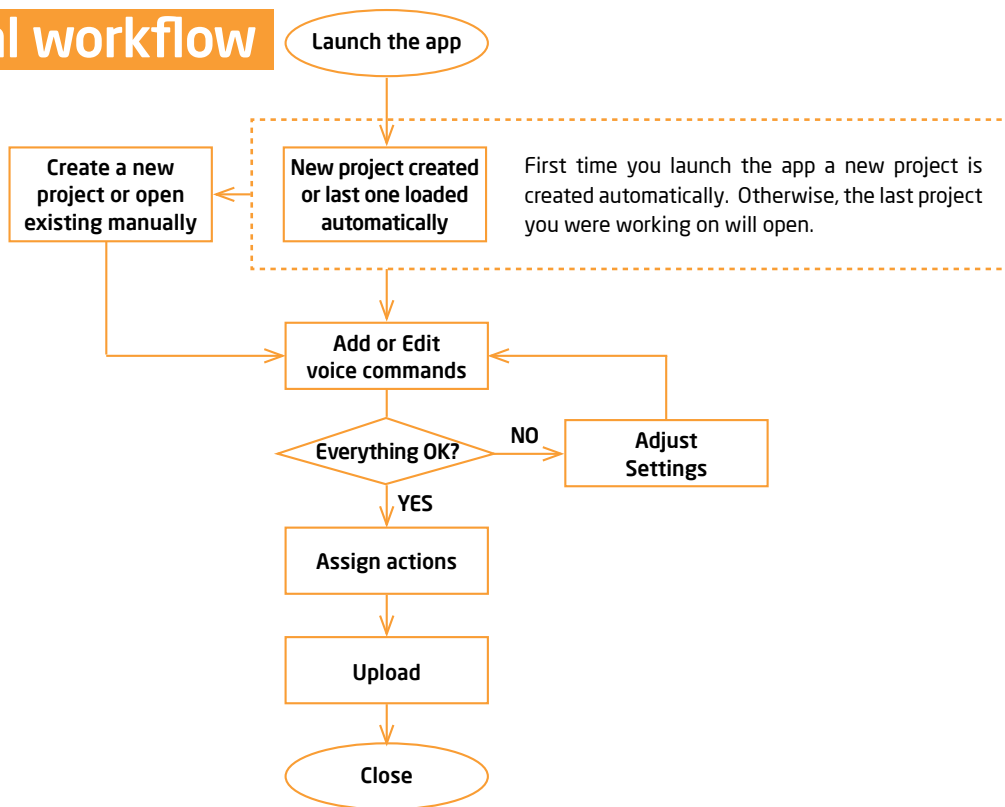 workflow
Launch the app
Create a new
project or open
existing manually
New project created
or last one loaded
automatically
First time you launch the app a new project is
created automatically. Otherwise, the last project
you were working on will open.
Add or Edit
voice commands
Everything OK?
NO
Adjust
Settings
YES
Assign actions
Upload
Close